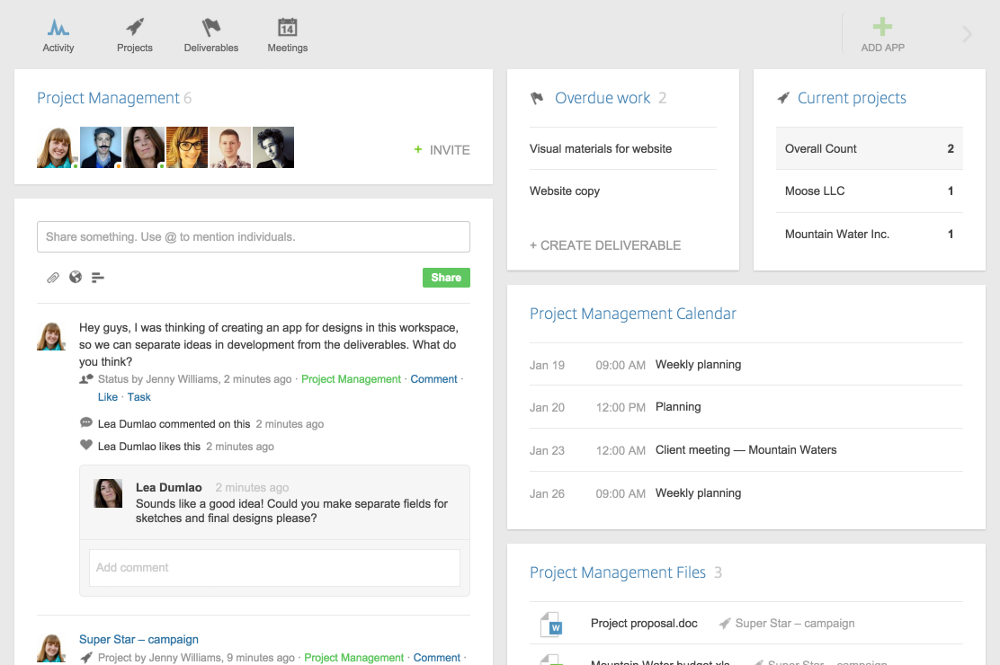 Activity
Projects
Deliverables
14
Meetings
ADD APP
Project Management 6
+ INVITE
Share something. Use @ to mention individuals.
Share
Hey guys, I was thinking of creating an app for designs in this workspace,
so we can separate ideas in development from the deliverables. What do
you think?
Status by Jenny Williams, 2 minutes ago · Project Management · Comment ·
Like · Task
Lea Dumlao commented on this 2 minutes ago
Lea Dumlao likes this 2 minutes ago
Lea Dumlao 2 minutes ago
Sounds like a good idea! Could you make separate fields for
sketches and final designs please?
Add comment
Super Star – campaign
Project by Jenny Williams, 9 minutes ago · Project Management · Comment ·
Overdue work 2
Visual materials for website
Website copy
+ CREATE DELIVERABLE
Current projects
Overall Count 2
Moose LLC 1
Mountain Water Inc. 1
Project Management Calendar
Jan 19 09:00 AM Weekly planning
Jan 20 12:00 PM Planning
Jan 23 12:00 AM Client meeting — Mountain Waters
Jan 26 09:00 AM Weekly planning
Project Management Files 3
W
Project proposal.doc Super Star – campaign
Mountain Water budget.xls Super Star – campaign